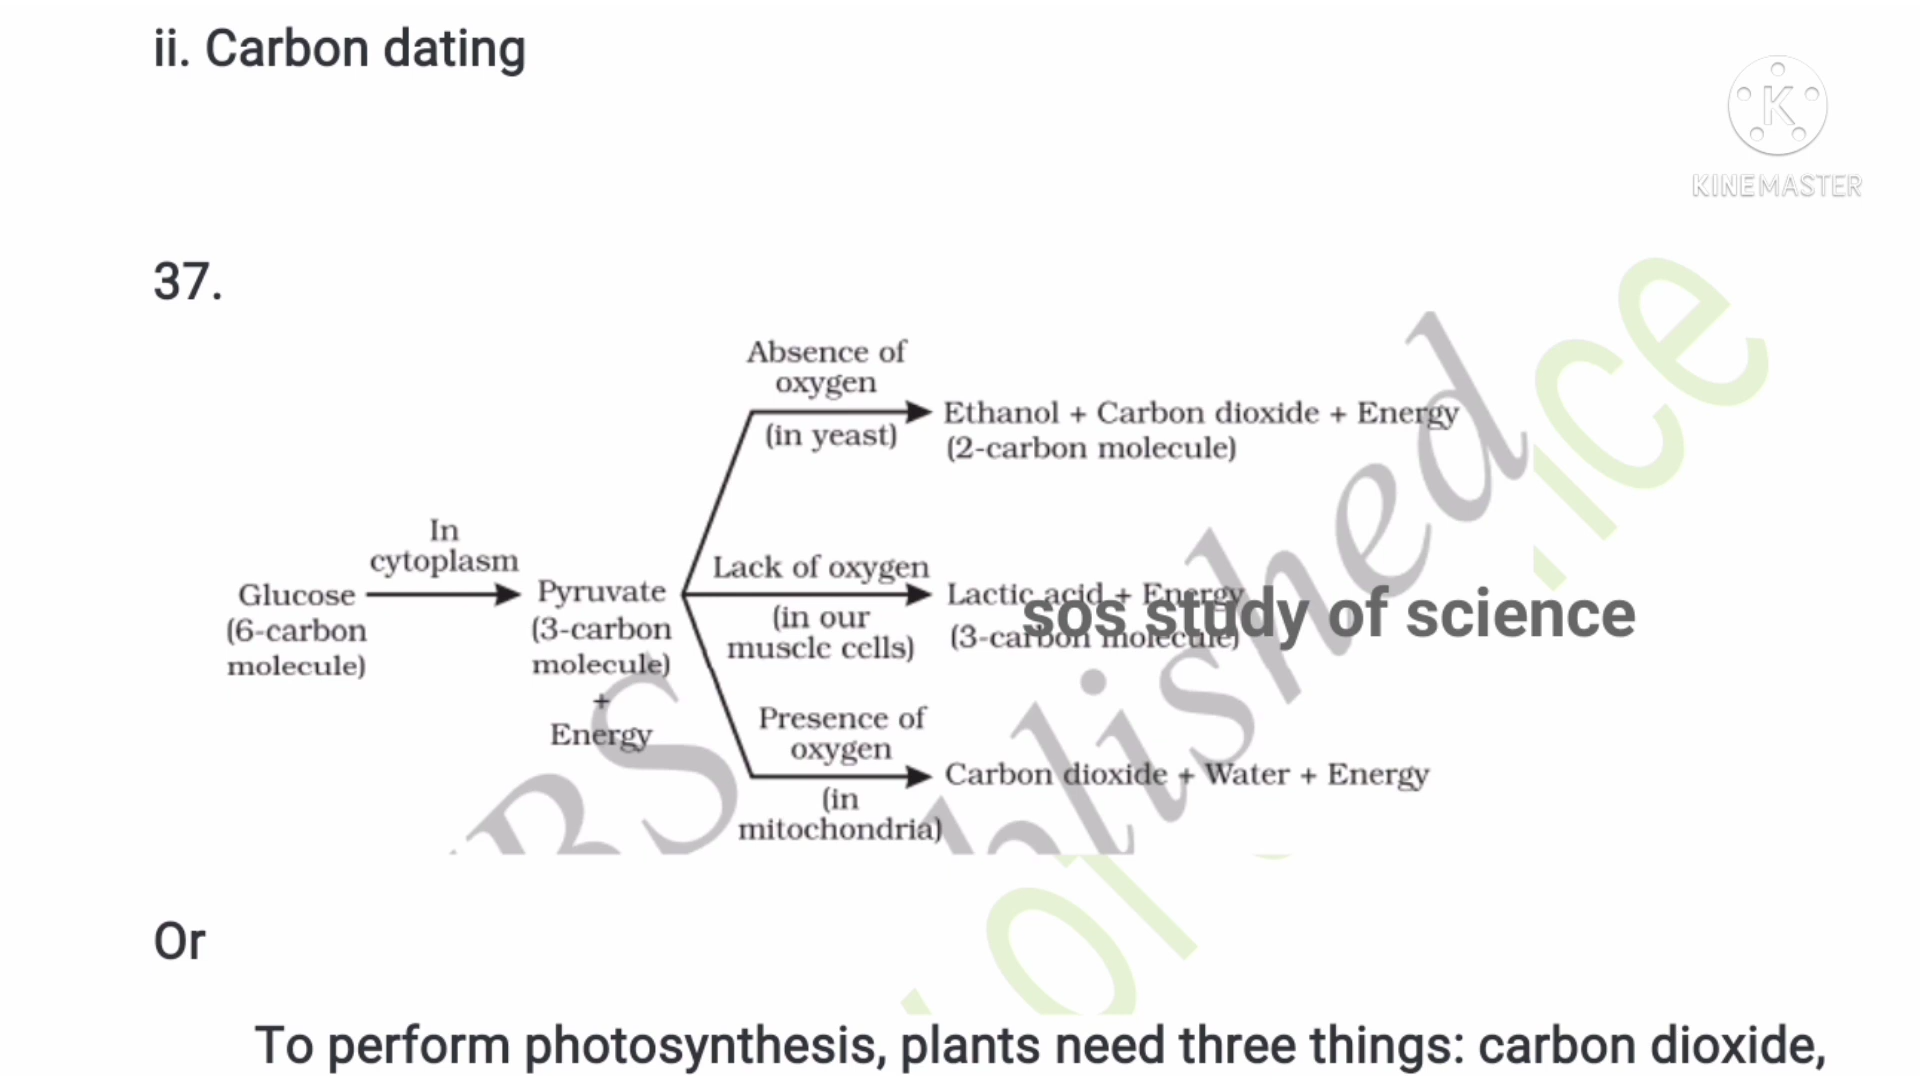 ii. Carbon dating
KINEMASTER
37.
Absence of
oxygen
(in yeast)
Ethanol + Carbon dioxide + Energy
(2-carbon molecule)
In
cytoplasm
Glucose
(6-carbon
molecule)
Pyruvate
(3-carbon
molecule)
+
Energy
Lack of oxygen
(in our
muscle cells)
Lactic acid + Energy
(3-carbon molecule)
sos study of science
Presence of
oxygen
(in
mitochondria)
Carbon dioxide + Water + Energy
Or
To perform photosynthesis, plants need three things: carbon dioxide,